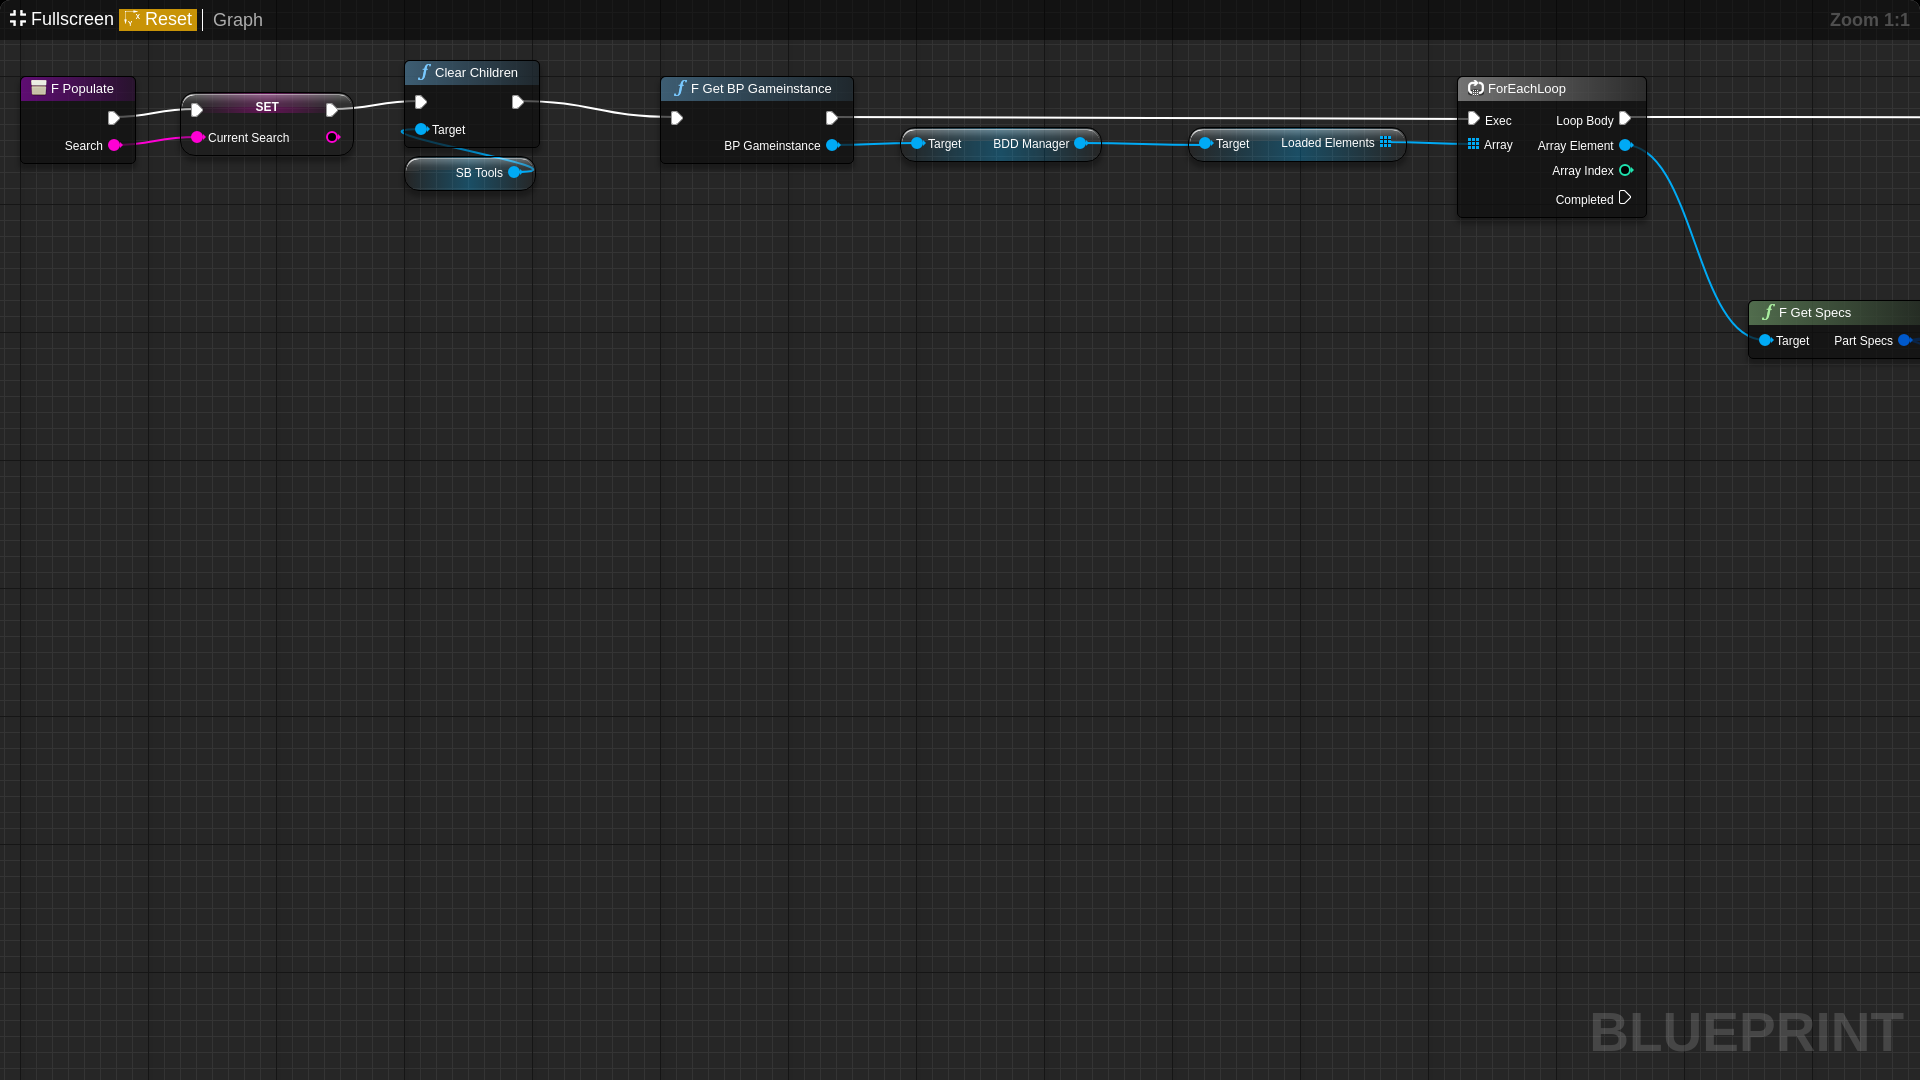 Fullscreen Reset Graph Zoom 1:1
F Populate
Search
SET
Current Search
Clear Children
Target
SB Tools
F Get BP Gameinstance
BP Gameinstance
Target BDD Manager
Target Loaded Elements
ForEachLoop
Exec Loop Body
Array Array Element
Array Index
Completed
F Get Specs
Target Part Specs
BLUEPRINT